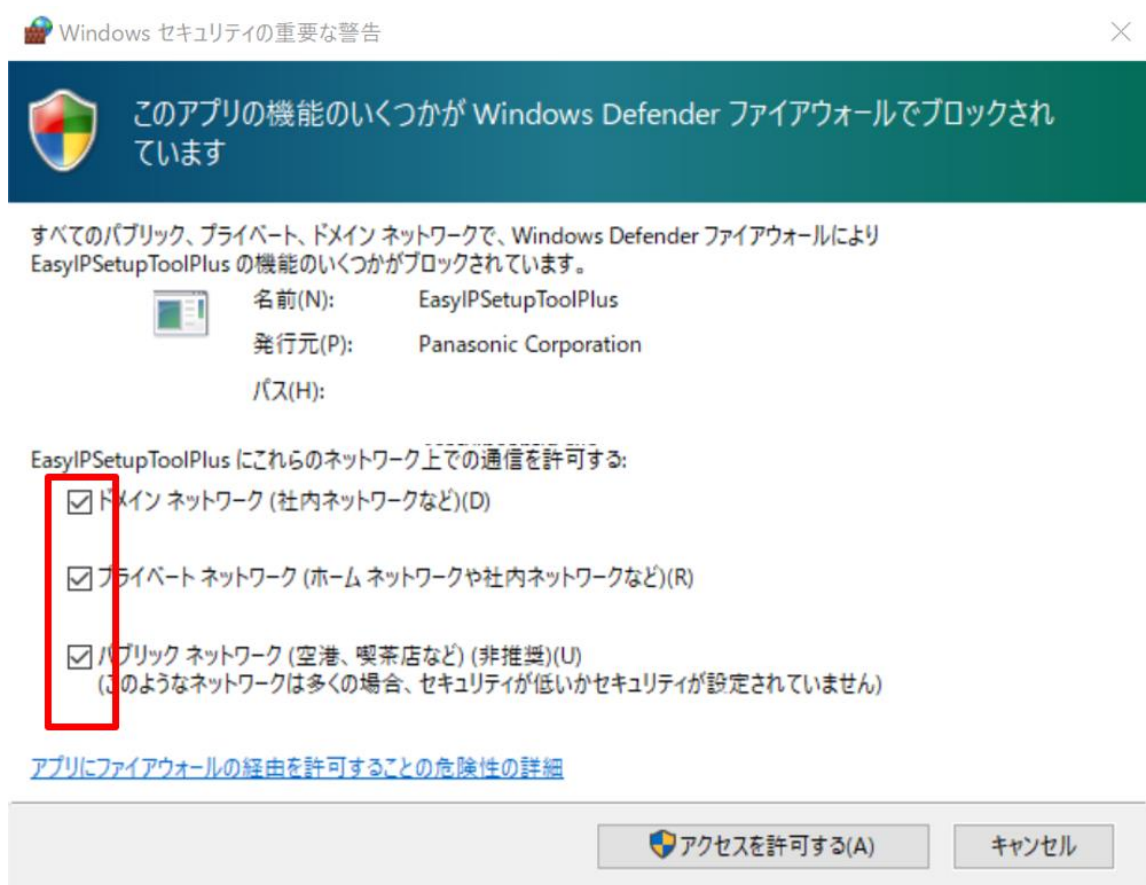 Windows セキュリティの重要な警告
このアプリの機能のいくつかが Windows Defender ファイアウォールでブロックされ
ています
すべてのパブリック、プライベート、ドメイン ネットワークで、Windows Defender ファイアウォールにより
EasyIPSetupToolPlus の機能のいくつかがブロックされています。
名前(N): EasyIPSetupToolPlus
発行元(P): Panasonic Corporation
パス(H):
EasyIPSetupToolPlus にこれらのネットワーク上での通信を許可する:
ドメイン ネットワーク (社内ネットワークなど)(D)
プライベート ネットワーク (ホーム ネットワークや社内ネットワークなど)(R)
パブリック ネットワーク (空港、喫茶店など) (非推奨)(U)
(このようなネットワークは多くの場合、セキュリティが低いかセキュリティが設定されていません)
アプリにファイアウォールの経由を許可することの危険性の詳細
アクセスを許可する(A) キャンセル